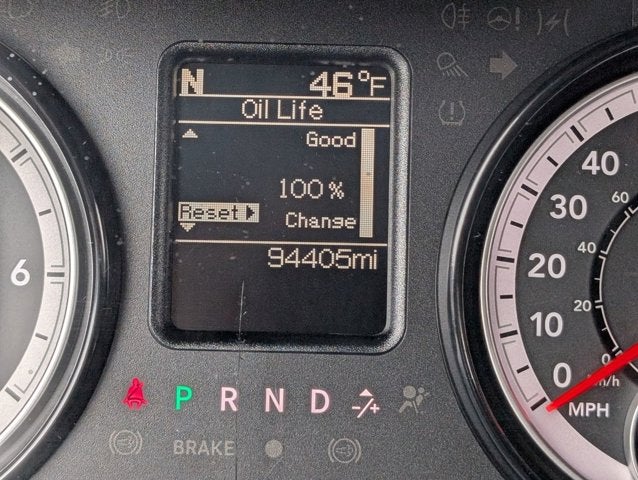 N 46°F
Oil Life
Good
100%
Reset
Change
94405mi
6
40
30
20
10
0
MPH
60
40
20
0
km/h
P R N D -/+
BRAKE